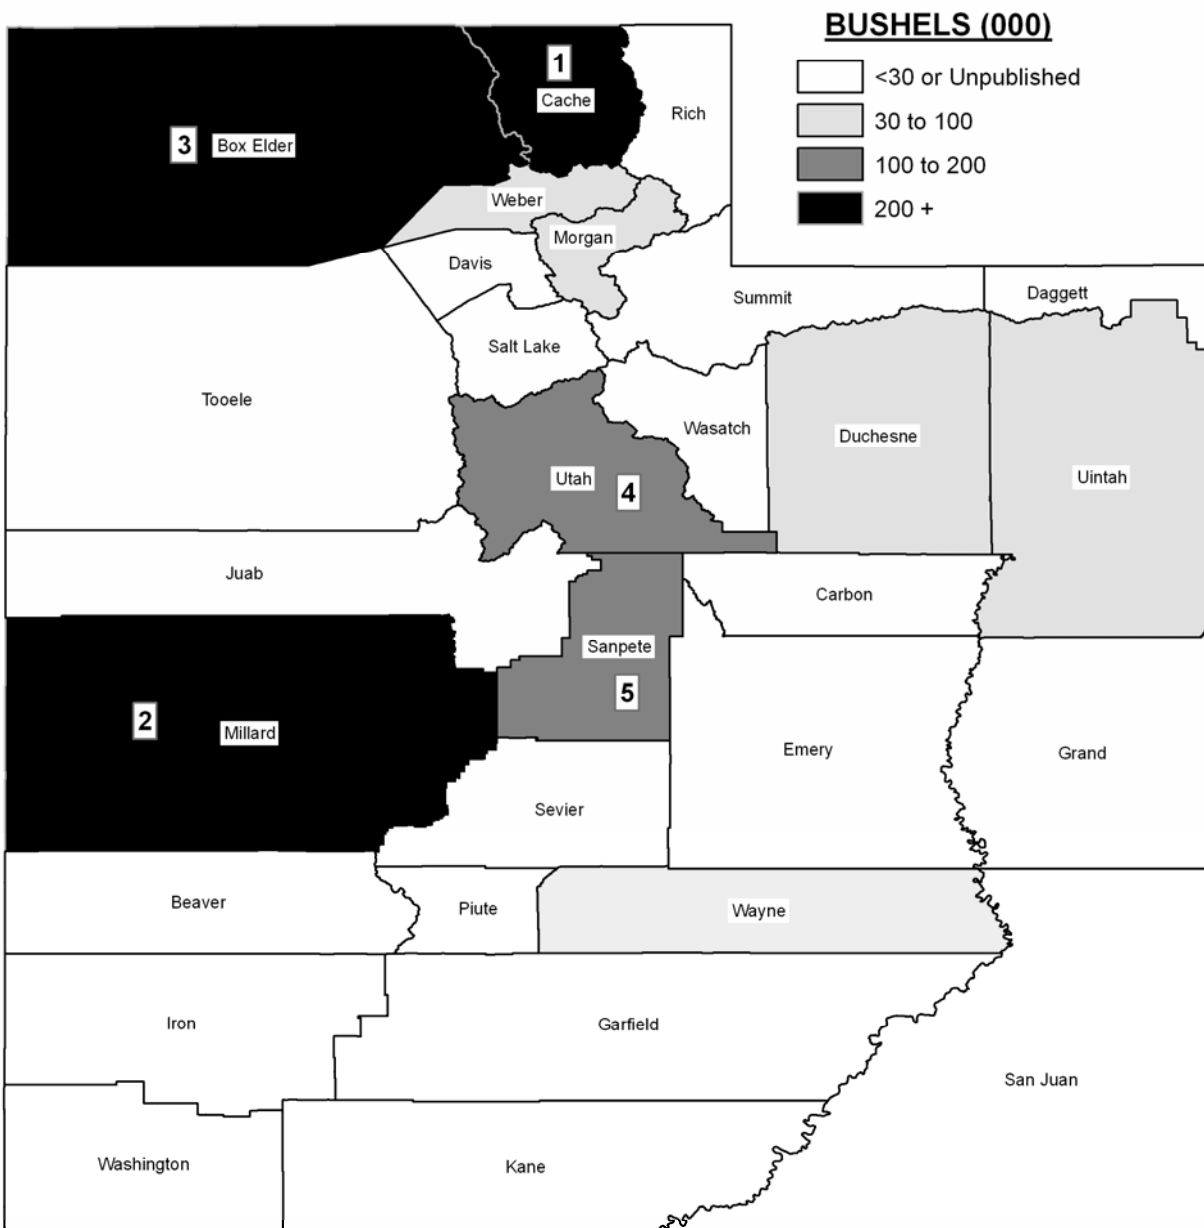 BUSHELS (000)
<30 or Unpublished
30 to 100
100 to 200
200 +
1
Cache
Rich
3 Box Elder
Weber
Morgan
Davis
Summit
Daggett
Salt Lake
Tooele
Wasatch
Duchesne
Utah 4
Uintah
Juab
Carbon
Sanpete
5
2
Millard
Emery
Grand
Sevier
Beaver
Piute
Wayne
Iron
Garfield
San Juan
Washington
Kane